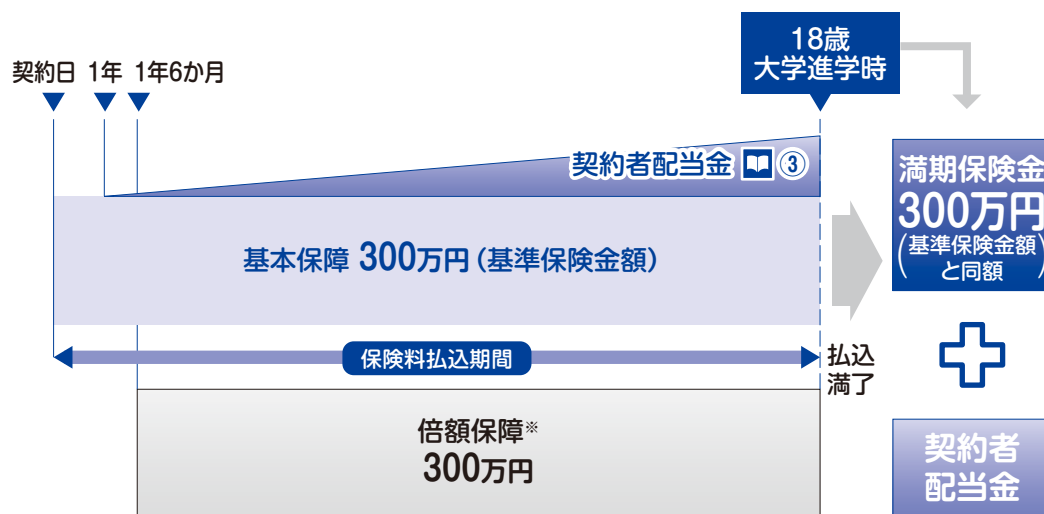 18歳
大学進学時
契約日 1年 1年6か月
契約者配当金 ③
満期保険金
300万円
(基準保険金額
と同額)
基本保障 300万円(基準保険金額)
保険料払込期間
払込
満了
倍額保障※
300万円
契約者
配当金